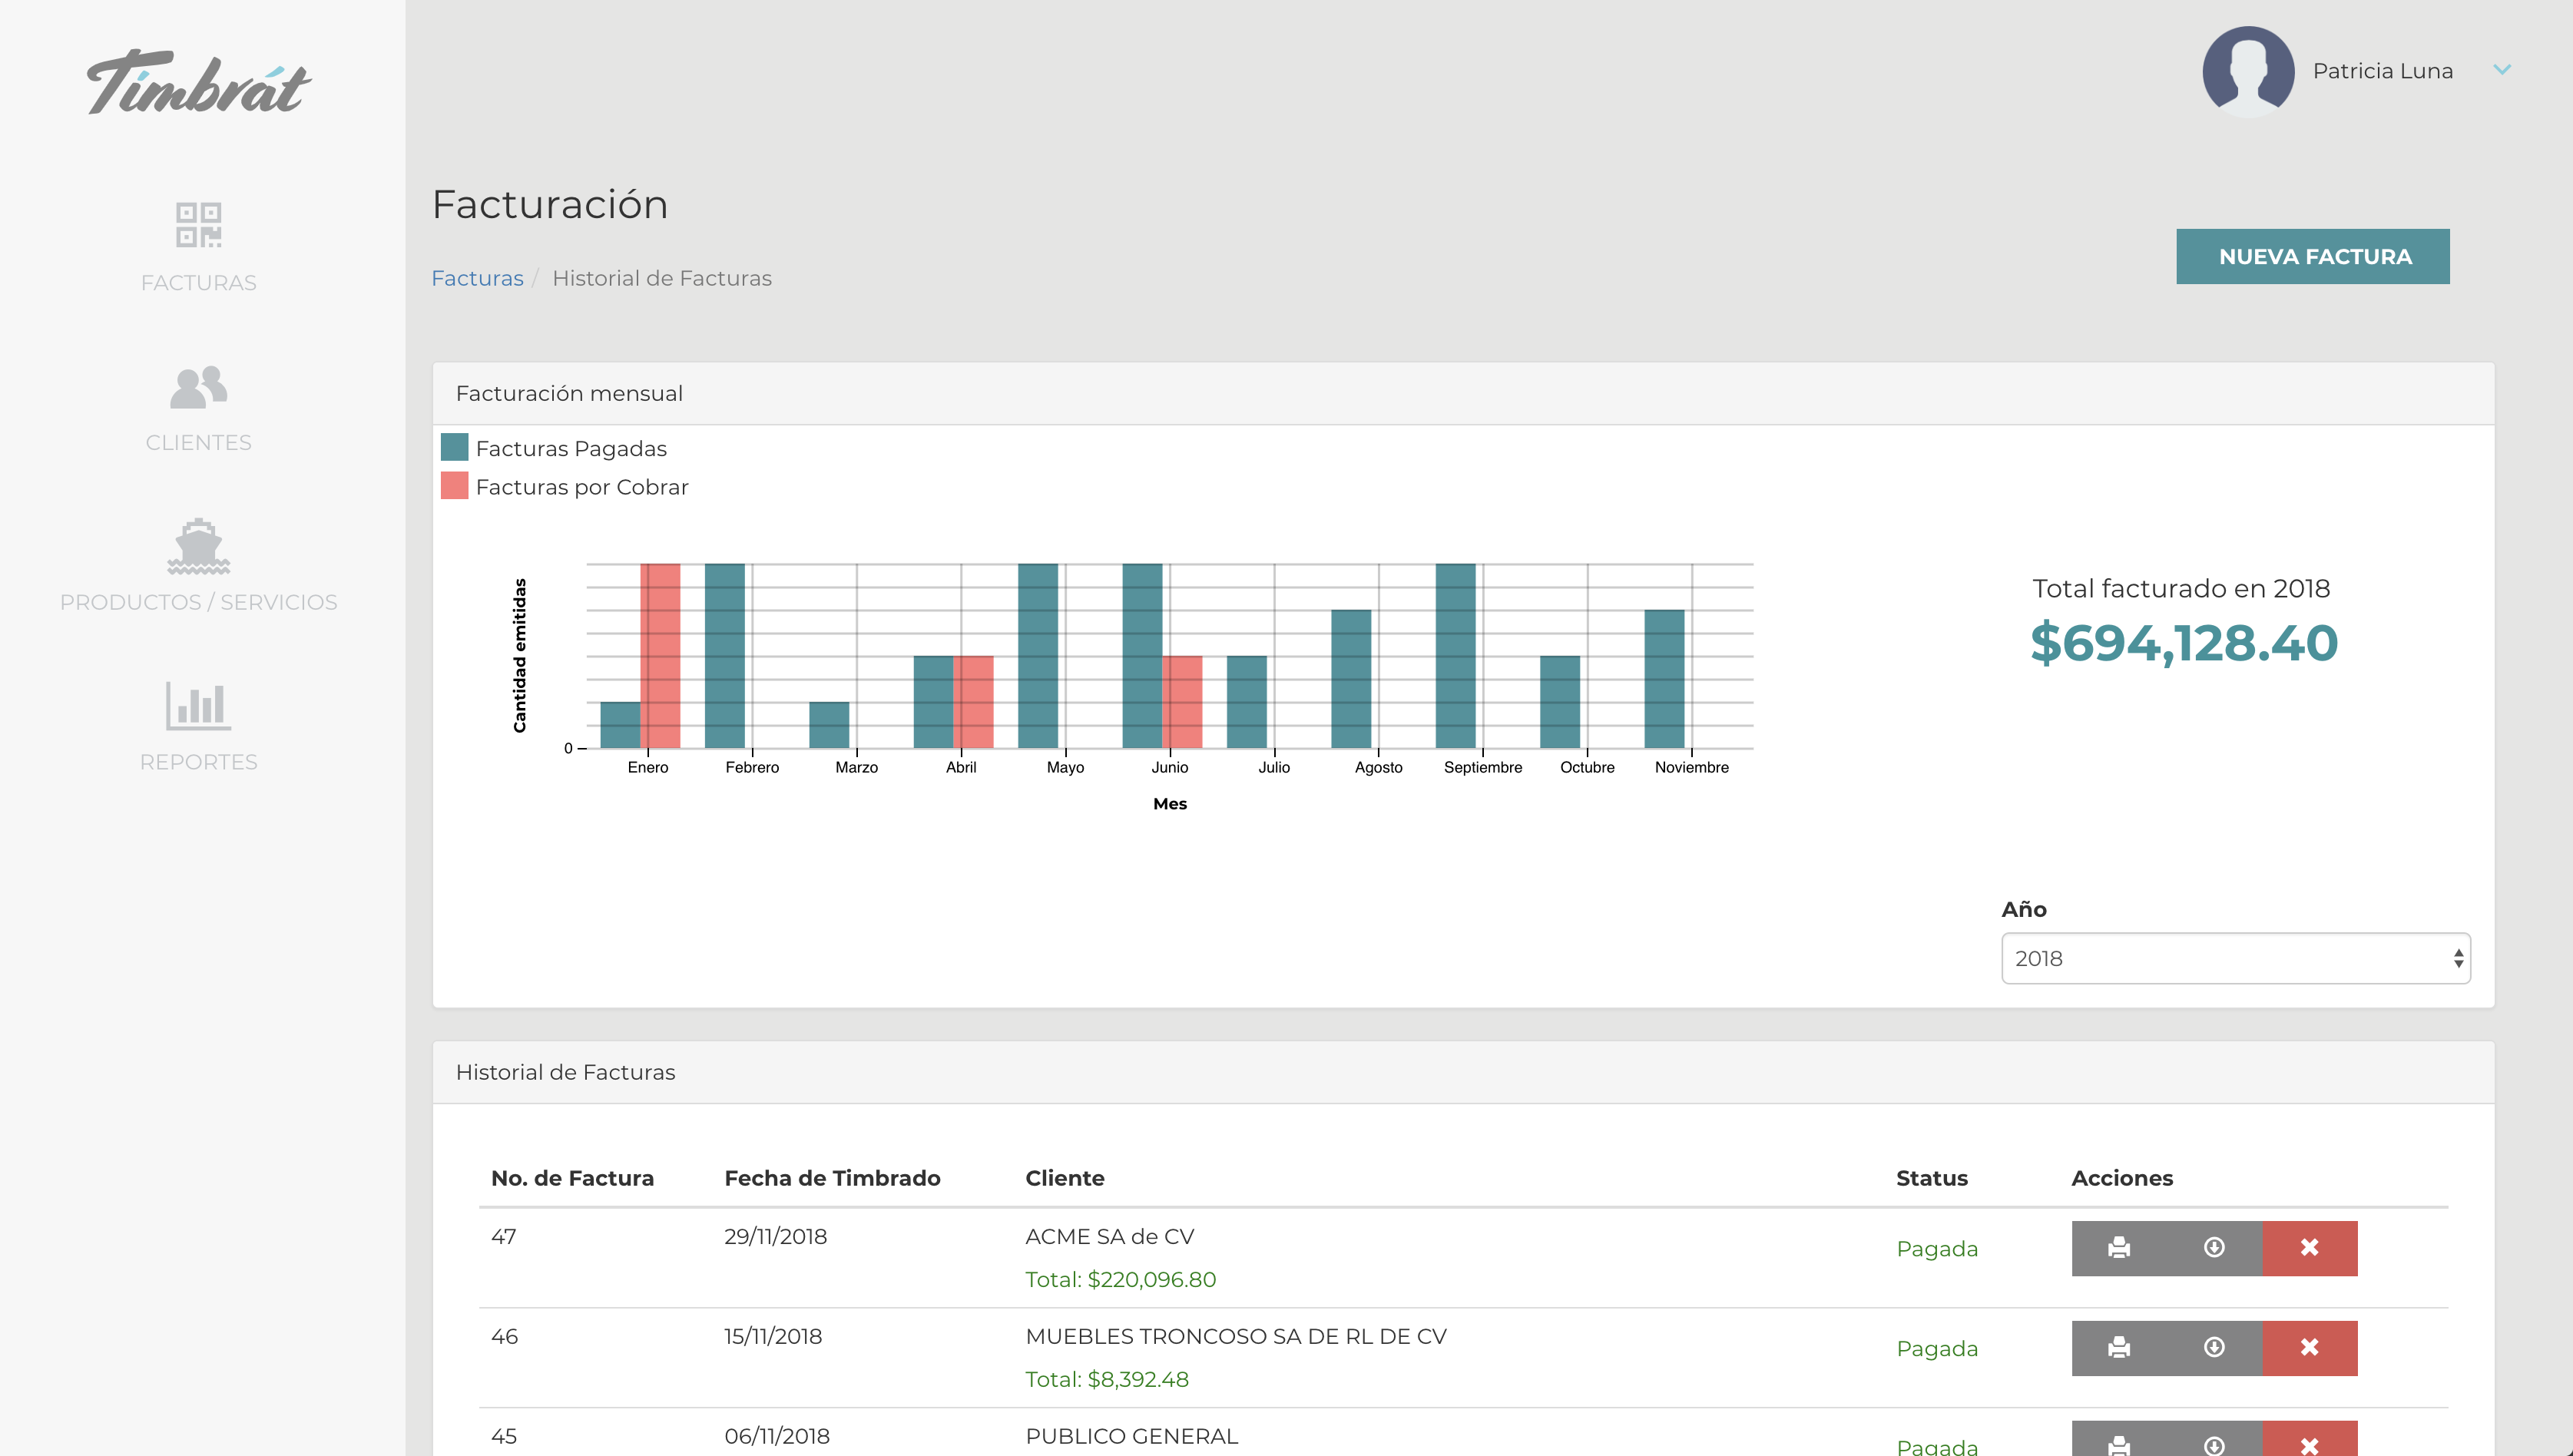 Timbrát
Patricia Luna
FACTURAS
CLIENTES
PRODUCTOS / SERVICIOS
REPORTES
Facturación
Facturas / Historial de Facturas
NUEVA FACTURA
Facturación mensual
Facturas Pagadas
Facturas por Cobrar
Cantidad emitidas
0
Enero Febrero Marzo Abril Mayo Junio Julio Agosto Septiembre Octubre Noviembre
Mes
Total facturado en 2018
$694,128.40
Año
2018
Historial de Facturas
No. de Factura Fecha de Timbrado Cliente Status Acciones
47 29/11/2018 ACME SA de CV Pagada
Total: $220,096.80
46 15/11/2018 MUEBLES TRONCOSO SA DE RL DE CV Pagada
Total: $8,392.48
45 06/11/2018 PUBLICO GENERAL Pagada